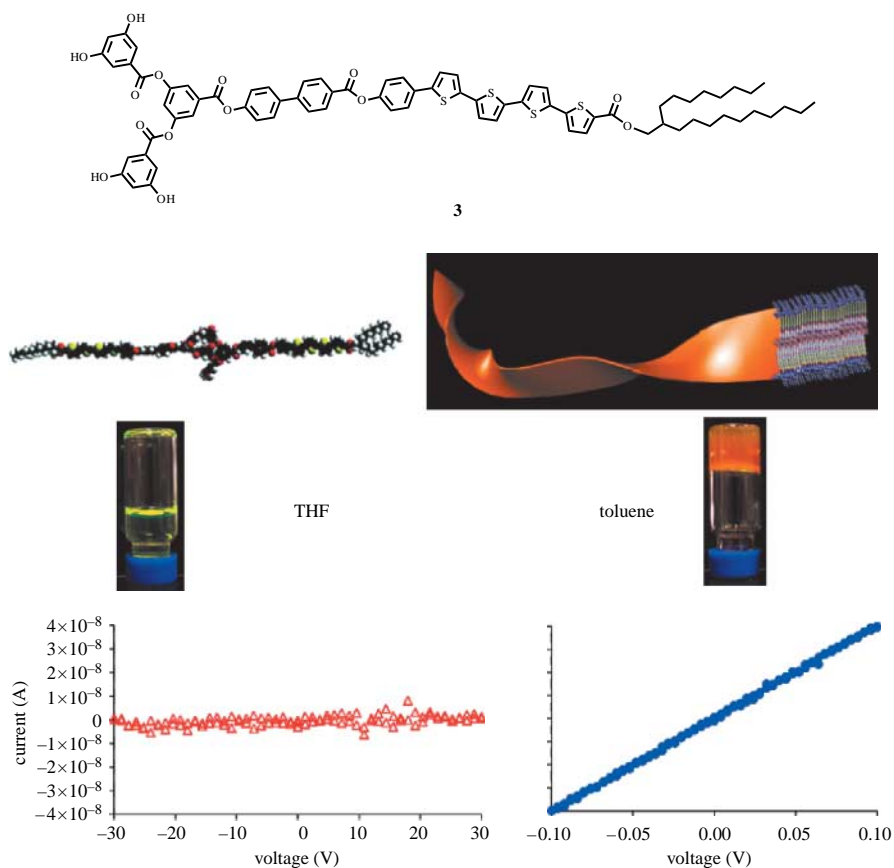 OH
HO
O
O
O
O
O
O
O
O
S
S
S
S
O
O
HO
OH
3
THF
toluene
4×10⁻⁸
3×10⁻⁸
2×10⁻⁸
1×10⁻⁸
0
−1×10⁻⁸
−2×10⁻⁸
−3×10⁻⁸
−4×10⁻⁸
current (A)
−30 −20 −10 0 10 20 30
voltage (V)
−0.10 −0.05 0.00 0.05 0.10
voltage (V)